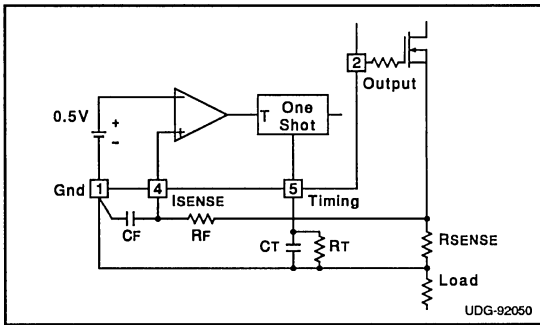 2
Output
0.5V
+
-
-
+
T
One
Shot
Gnd
1
4
ISENSE
5
Timing
CF
RF
CT
RT
RSENSE
Load
UDG-92050